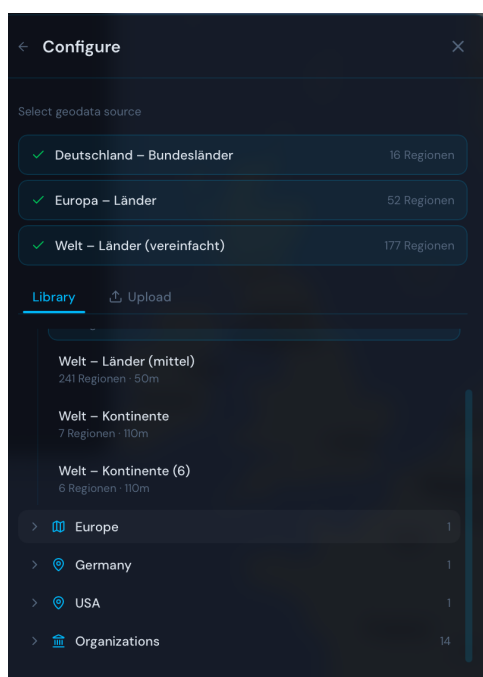 Configure
Select geodata source
Deutschland – Bundesländer 16 Regionen
Europa – Länder 52 Regionen
Welt – Länder (vereinfacht) 177 Regionen
Library Upload
Welt – Länder (mittel)
241 Regionen · 50m
Welt – Kontinente
7 Regionen · 110m
Welt – Kontinente (6)
6 Regionen · 110m
Europe 1
Germany 1
USA 1
Organizations 14